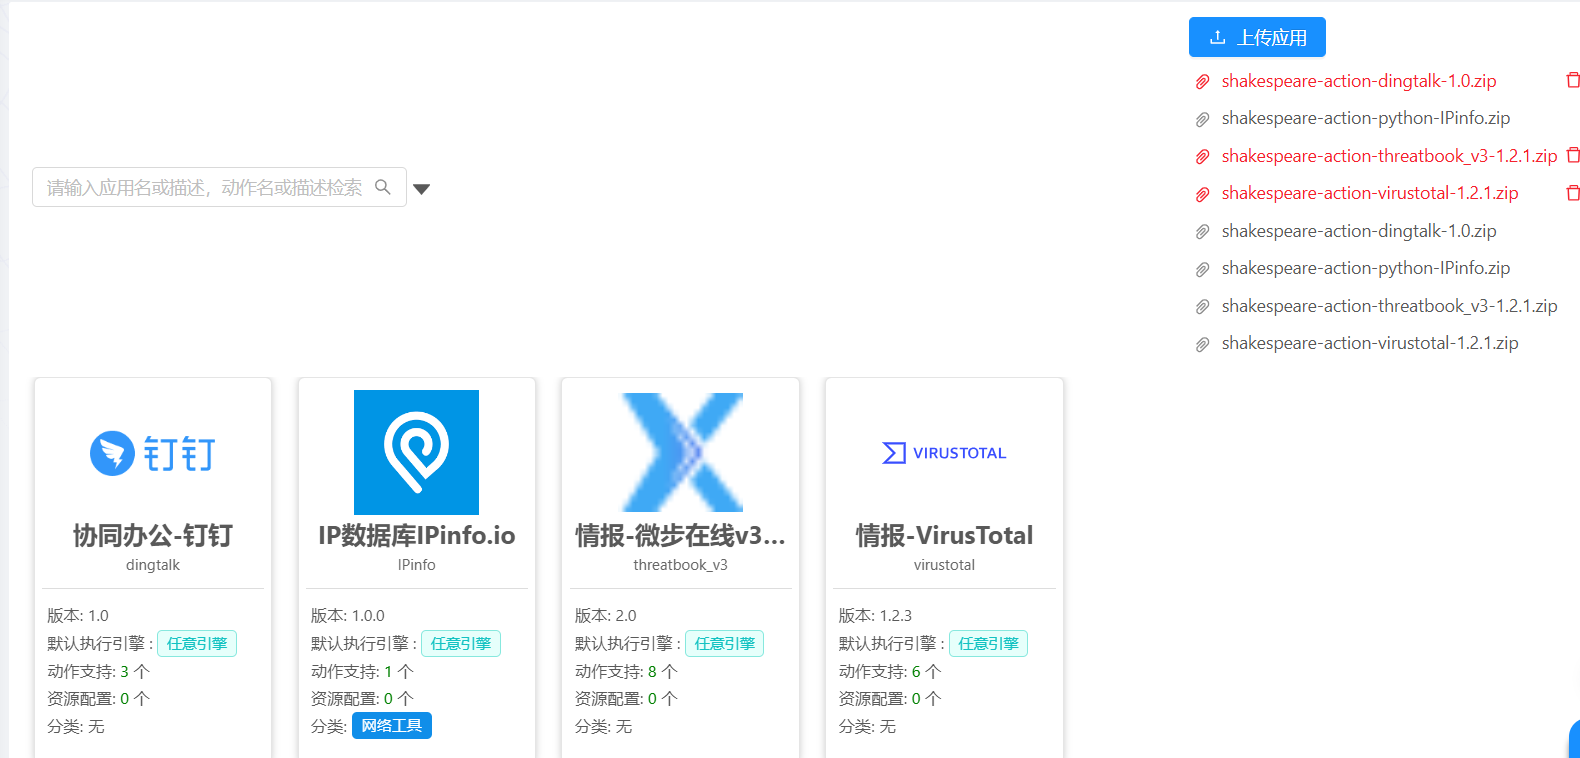 上传应用
shakespeare-action-dingtalk-1.0.zip
shakespeare-action-python-IPinfo.zip
shakespeare-action-threatbook_v3-1.2.1.zip
shakespeare-action-virustotal-1.2.1.zip
shakespeare-action-dingtalk-1.0.zip
shakespeare-action-python-IPinfo.zip
shakespeare-action-threatbook_v3-1.2.1.zip
shakespeare-action-virustotal-1.2.1.zip
请输入应用名或描述，动作名或描述检索
钉钉
协同办公-钉钉
dingtalk
版本: 1.0
默认执行引擎 : 任意引擎
动作支持: 3 个
资源配置: 0 个
分类: 无
IP数据库IPinfo.io
IPinfo
版本: 1.0.0
默认执行引擎 : 任意引擎
动作支持: 1 个
资源配置: 0 个
分类: 网络工具
情报-微步在线v3...
threatbook_v3
版本: 2.0
默认执行引擎 : 任意引擎
动作支持: 8 个
资源配置: 0 个
分类: 无
VIRUSTOTAL
情报-VirusTotal
virustotal
版本: 1.2.3
默认执行引擎 : 任意引擎
动作支持: 6 个
资源配置: 0 个
分类: 无